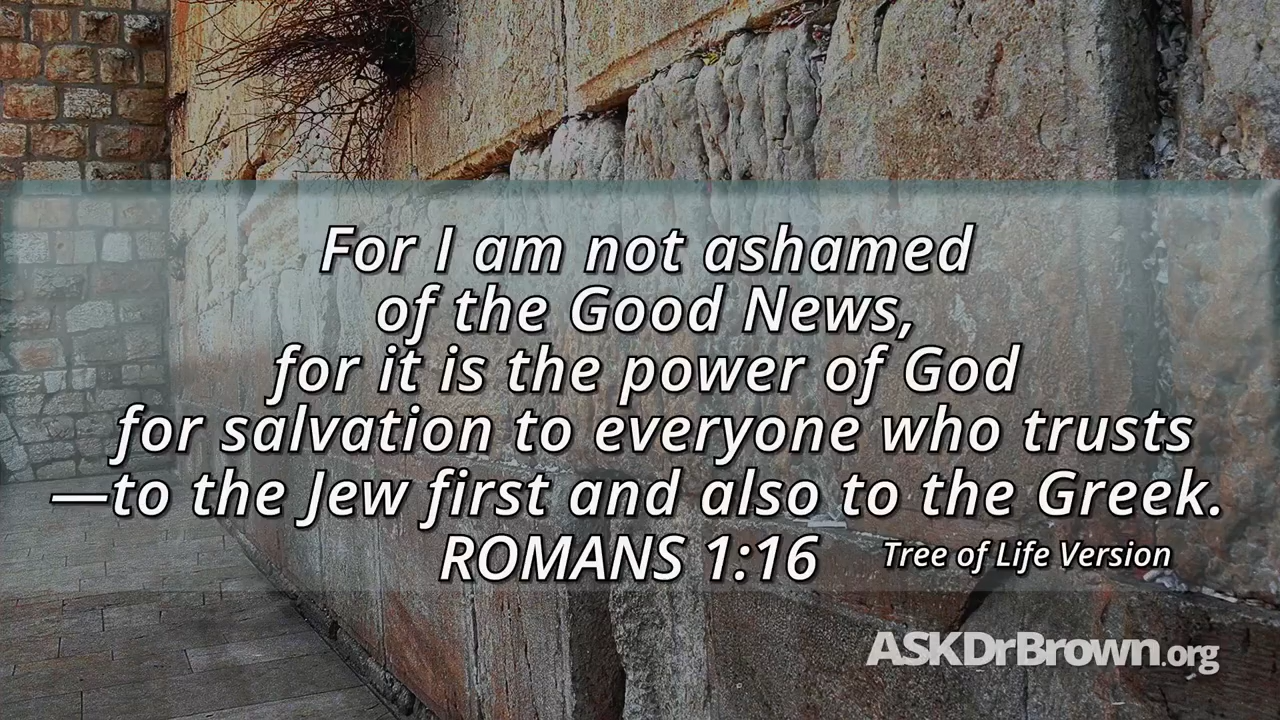 For I am not ashamed
of the Good News,
for it is the power of God
for salvation to everyone who trusts
—to the Jew first and also to the Greek.
ROMANS 1:16 Tree of Life Version
ASKDrBrown.org